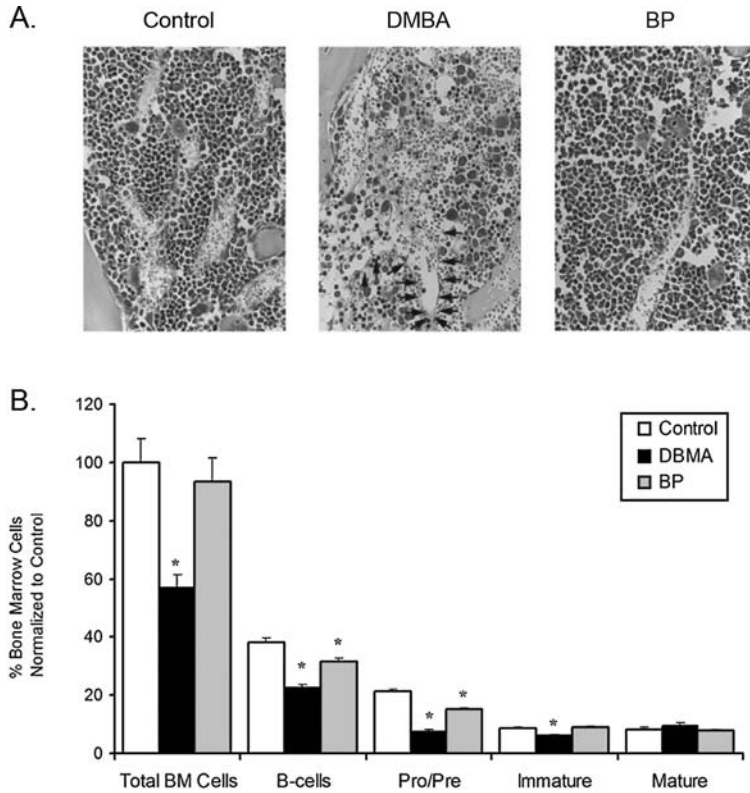 A.
Control
DMBA
BP
B.
% Bone Marrow Cells
Normalized to Control
120
100
80
60
40
20
0
*
*
*
*
*
*
Control
DBMA
BP
Total BM Cells
B-cells
Pro/Pre
Immature
Mature